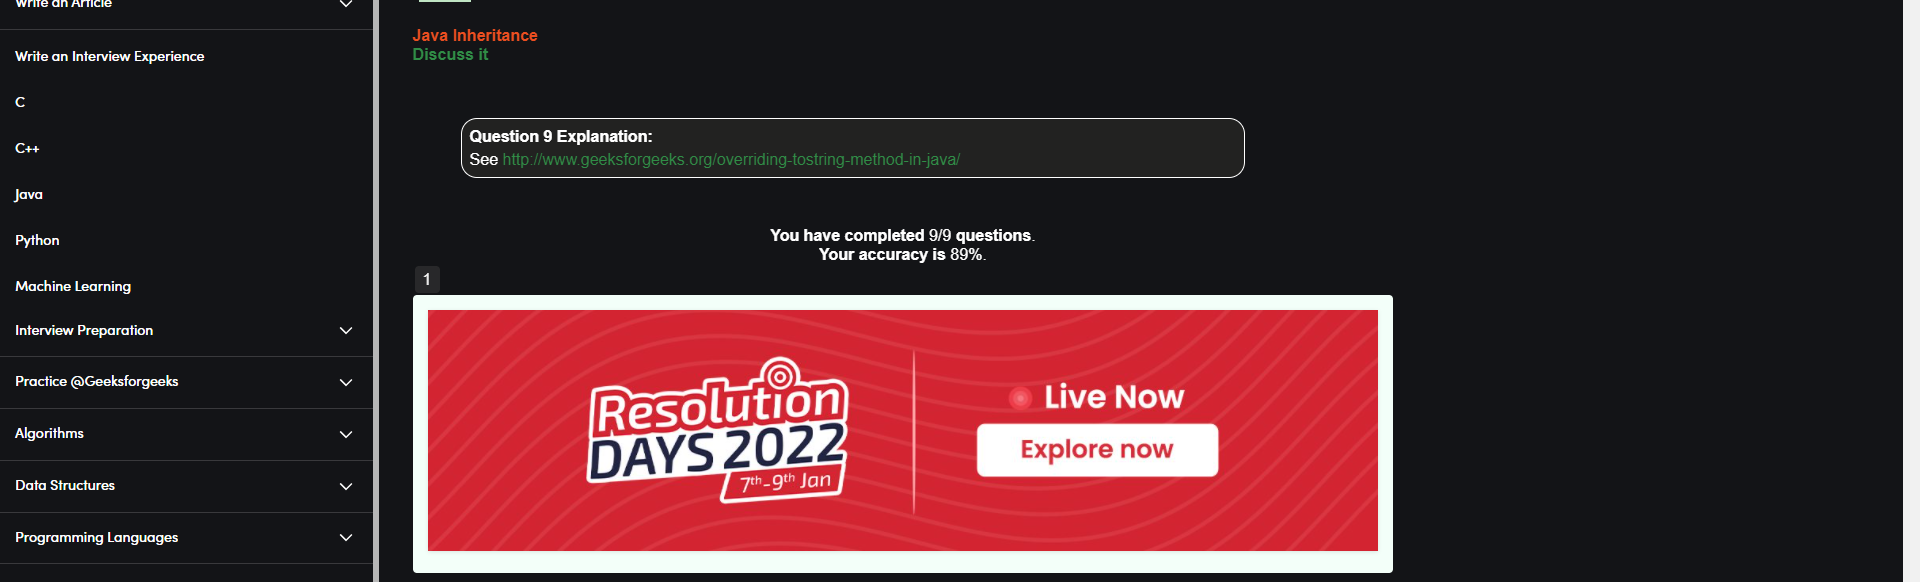 Write an Article
Write an Interview Experience
C
C++
Java
Python
Machine Learning
Interview Preparation
Practice @Geeksforgeeks
Algorithms
Data Structures
Programming Languages
Java Inheritance
Discuss it
Question 9 Explanation:
See http://www.geeksforgeeks.org/overriding-tostring-method-in-java/
You have completed 9/9 questions.
Your accuracy is 89%.
1
Resolution
DAYS 2022
7th-9th Jan
Live Now
Explore now